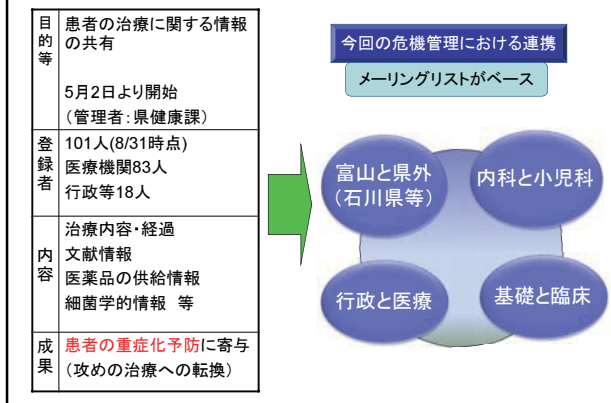 目的等
患者の治療に関する情報
の共有
5月2日より開始
(管理者:県健康課)
登録者
101人(8/31時点)
医療機関83人
行政等18人
内容
治療内容・経過
文献情報
医薬品の供給情報
細菌学的情報 等
成果
患者の重症化予防に寄与
(攻めの治療への転換)
今回の危機管理における連携
メーリングリストがベース
富山と県外
(石川県等)
内科と小児科
行政と医療
基礎と臨床